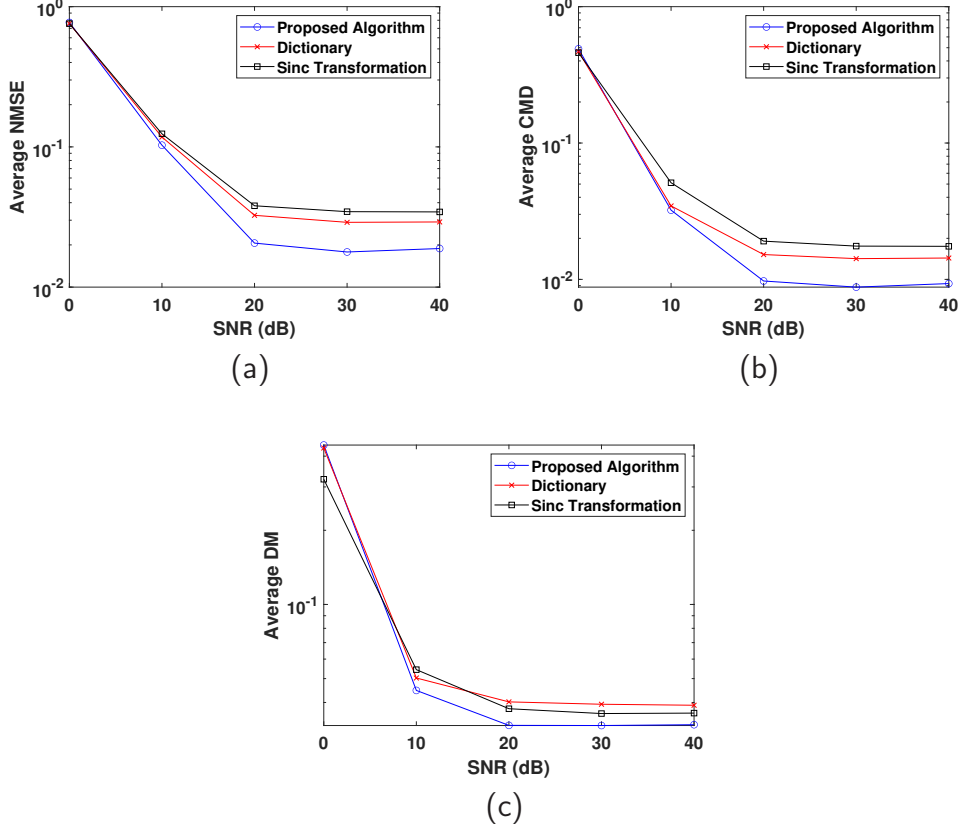 10^0
10^-1
10^-2
Average NMSE
Proposed Algorithm
Dictionary
Sinc Transformation
0 10 20 30 40
SNR (dB)
(a)
10^0
10^-1
10^-2
Average CMD
Proposed Algorithm
Dictionary
Sinc Transformation
0 10 20 30 40
SNR (dB)
(b)
10^-1
Average DM
Proposed Algorithm
Dictionary
Sinc Transformation
0 10 20 30 40
SNR (dB)
(c)